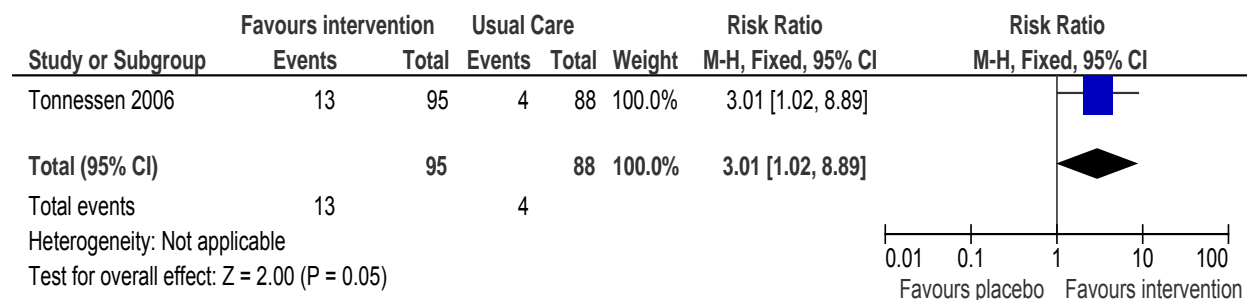 Favours intervention Usual Care Risk Ratio Risk Ratio
Study or Subgroup Events Total Events Total Weight M-H, Fixed, 95% CI M-H, Fixed, 95% CI
Tonnessen 2006 13 95 4 88 100.0% 3.01 [1.02, 8.89]
Total (95% CI) 95 88 100.0% 3.01 [1.02, 8.89]
Total events 13 4
Heterogeneity: Not applicable
Test for overall effect: Z = 2.00 (P = 0.05)
0.01 0.1 1 10 100
Favours placebo Favours intervention